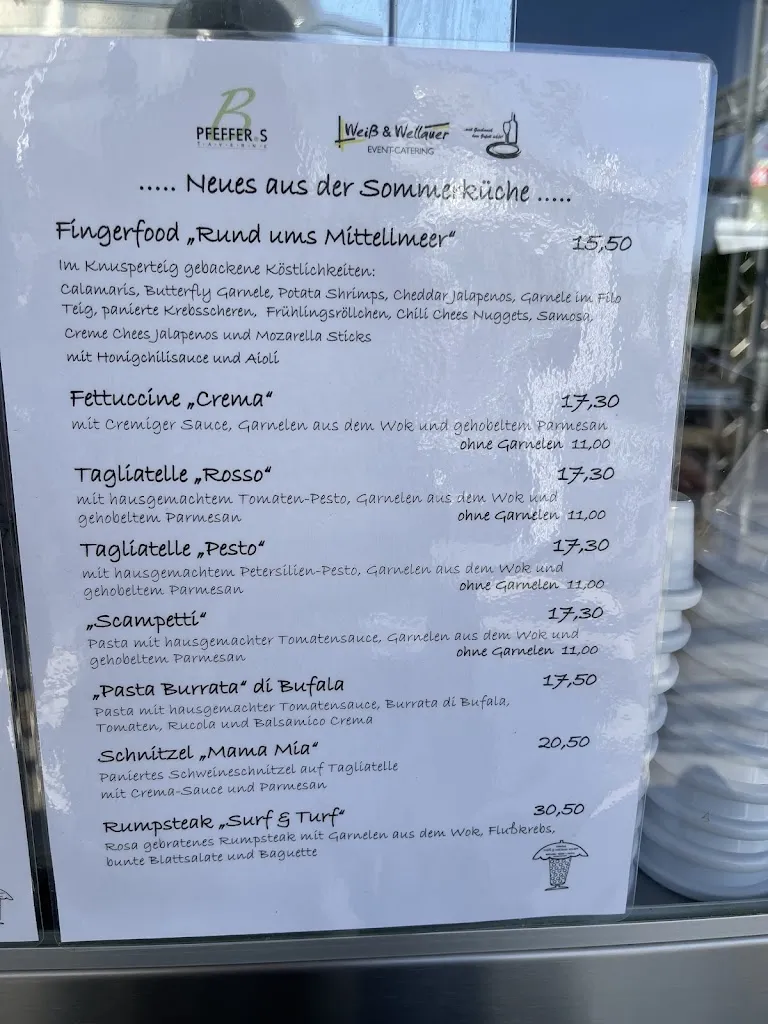 B
PFEFFER.S
TAVERNE
Weiß & Wellauer
EVENT-CATERING
..... Neues aus der Sommerküche .....
Fingerfood „Rund ums Mittellmeer“ 15,50
Im Knusperteig gebackene Köstlichkeiten:
Calamaris, Butterfly Garnele, Potata Shrimps, Cheddar Jalapenos, Garnele im Filo
Teig, panierte Krebsscheren, Frühlingsröllchen, Chili Chees Nuggets, Samosa,
Creme Chees Jalapenos und Mozarella Sticks
mit Honigchilisauce und Aioli
Fettuccine „Crema“ 17,30
mit Cremiger Sauce, Garnelen aus dem Wok und gehobeltem Parmesan
ohne Garnelen 11,00
Tagliatelle „Rosso“ 17,30
mit hausgemachtem Tomaten-Pesto, Garnelen aus dem Wok und
gehobeltem Parmesan ohne Garnelen 11,00
Tagliatelle „Pesto“ 17,30
mit hausgemachtem Petersilien-Pesto, Garnelen aus dem Wok und
gehobeltem Parmesan ohne Garnelen 11,00
„Scampetti“ 17,30
Pasta mit hausgemachter Tomatensauce, Garnelen aus dem Wok und
gehobeltem Parmesan ohne Garnelen 11,00
„Pasta Burrata“ di Bufala 17,50
Pasta mit hausgemachter Tomatensauce, Burrata di Bufala,
Tomaten, Rucola und Balsamico Crema
Schnitzel „Mama Mia“ 20,50
Paniertes Schweineschnitzel auf Tagliatelle
mit Crema-Sauce und Parmesan
Rumpsteak „Surf & Turf“ 30,50
Rosa gebratenes Rumpsteak mit Garnelen aus dem Wok, Flußkrebs,
bunte Blattsalate und Baguette